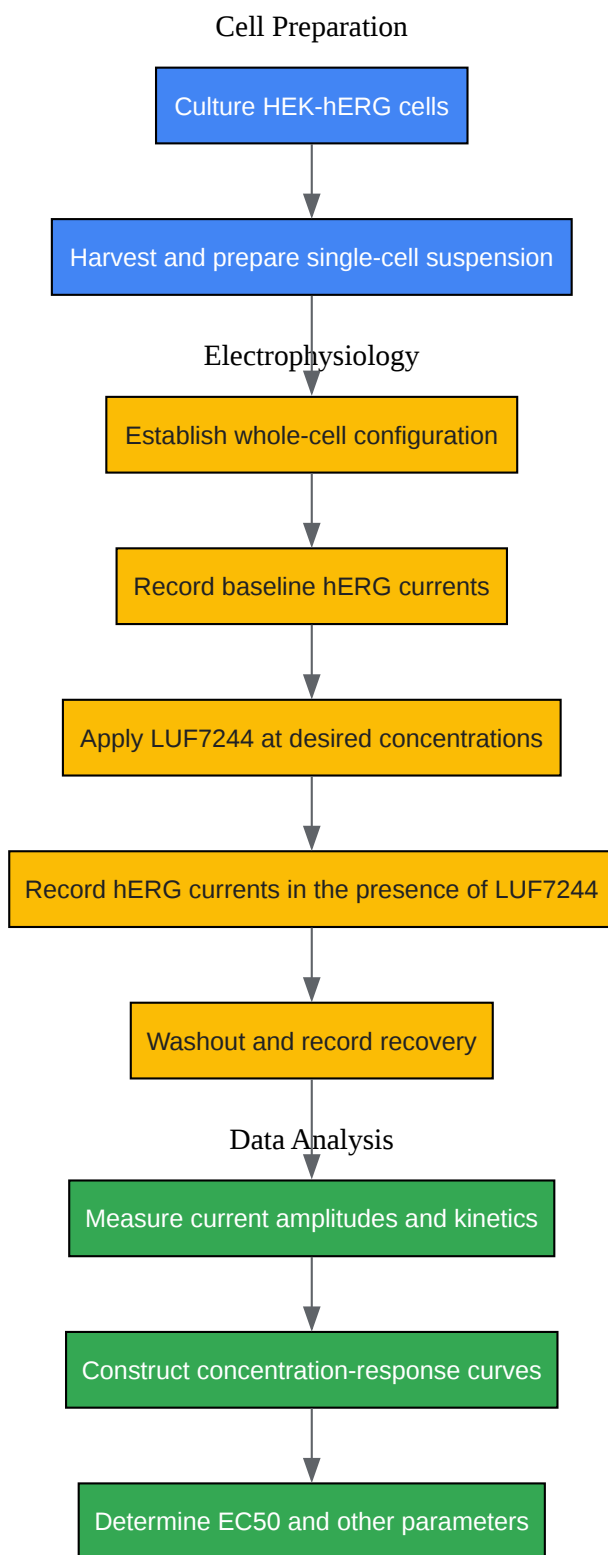 Cell Preparation
Culture HEK-hERG cells
Harvest and prepare single-cell suspension
Electrophysiology
Establish whole-cell configuration
Record baseline hERG currents
Apply LUF7244 at desired concentrations
Record hERG currents in the presence of LUF7244
Washout and record recovery
Data Analysis
Measure current amplitudes and kinetics
Construct concentration-response curves
Determine EC50 and other parameters